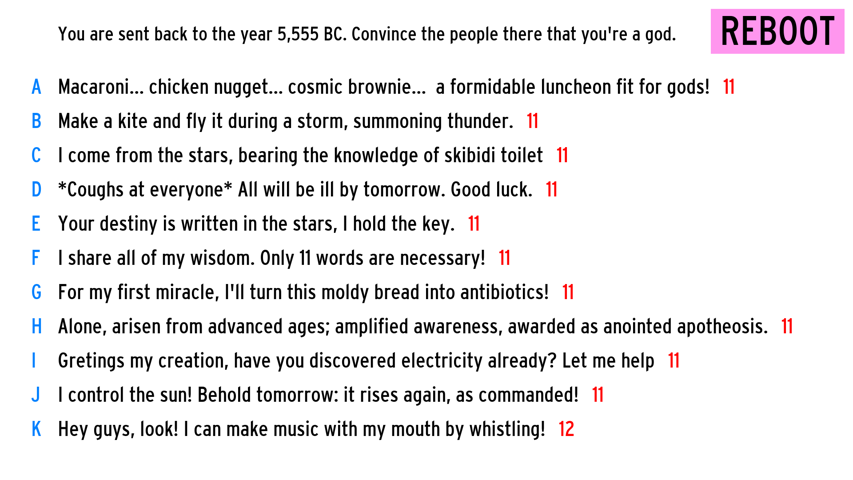 You are sent back to the year 5,555 BC. Convince the people there that you're a god.
REBOOT
A Macaroni... chicken nugget... cosmic brownie... a formidable luncheon fit for gods! 11
B Make a kite and fly it during a storm, summoning thunder. 11
C I come from the stars, bearing the knowledge of skibidi toilet 11
D *Coughs at everyone* All will be ill by tomorrow. Good luck. 11
E Your destiny is written in the stars, I hold the key. 11
F I share all of my wisdom. Only 11 words are necessary! 11
G For my first miracle, I'll turn this moldy bread into antibiotics! 11
H Alone, arisen from advanced ages; amplified awareness, awarded as anointed apotheosis. 11
I Gretings my creation, have you discovered electricity already? Let me help 11
J I control the sun! Behold tomorrow: it rises again, as commanded! 11
K Hey guys, look! I can make music with my mouth by whistling! 12